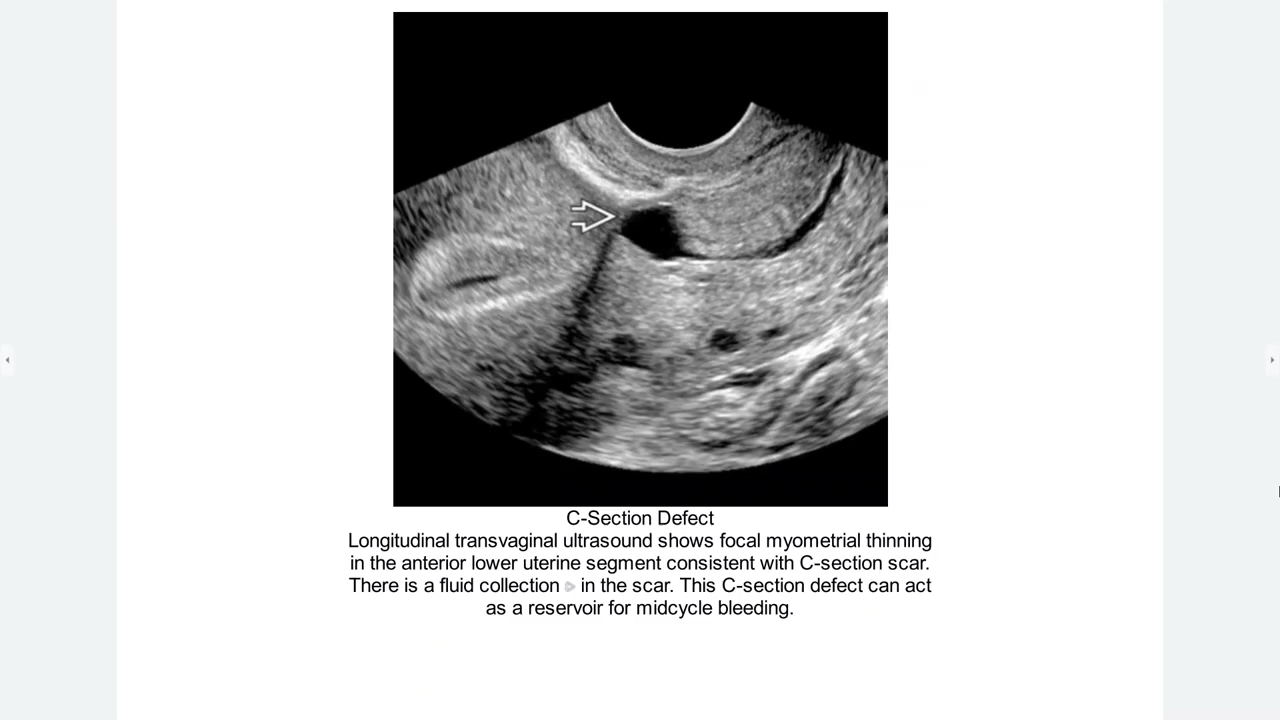 C-Section Defect
Longitudinal transvaginal ultrasound shows focal myometrial thinning
in the anterior lower uterine segment consistent with C-section scar.
There is a fluid collection in the scar. This C-section defect can act
as a reservoir for midcycle bleeding.